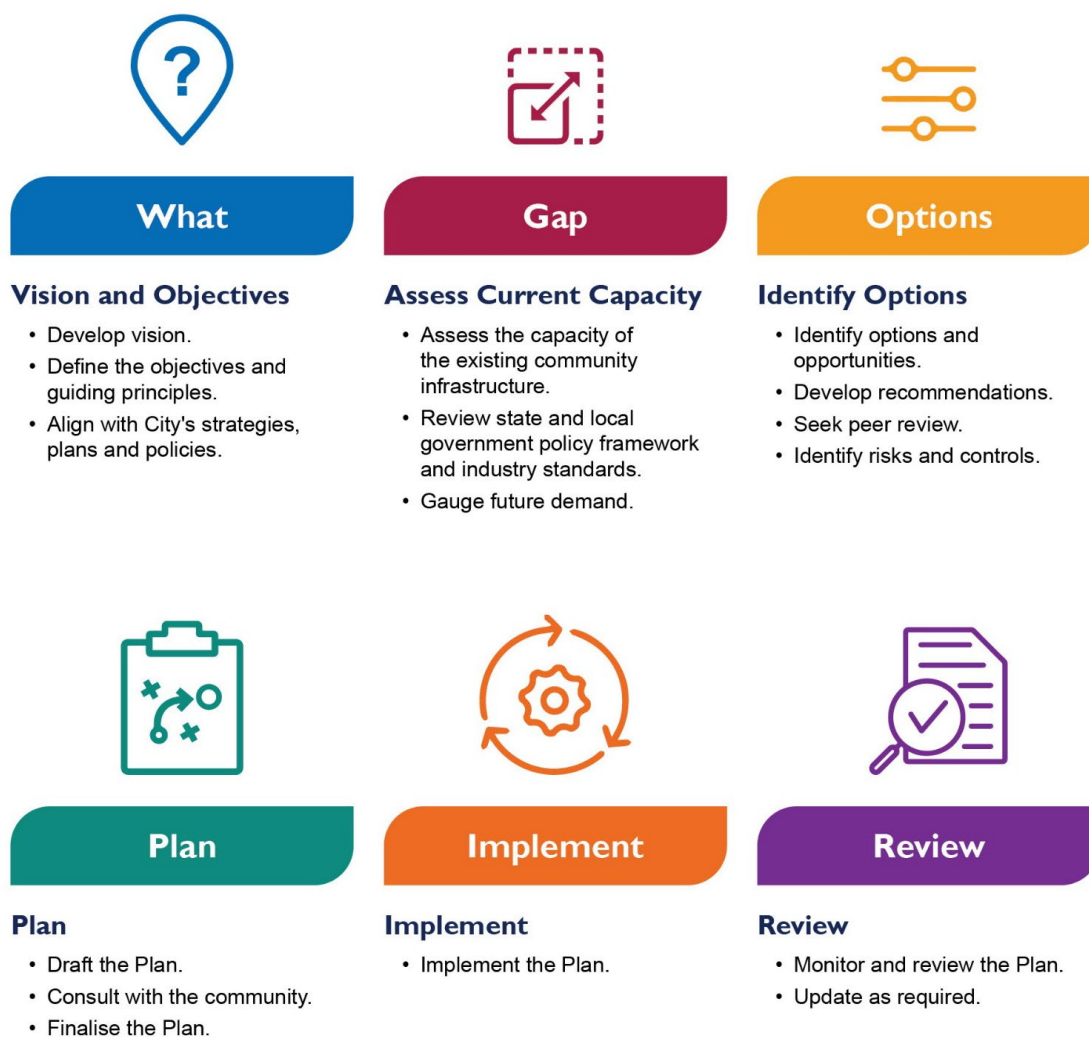 ?
What
Vision and Objectives
• Develop vision.
• Define the objectives and
guiding principles.
• Align with City's strategies,
plans and policies.
Gap
Assess Current Capacity
• Assess the capacity of
the existing community
infrastructure.
• Review state and local
government policy framework
and industry standards.
• Gauge future demand.
Options
Identify Options
• Identify options and
opportunities.
• Develop recommendations.
• Seek peer review.
• Identify risks and controls.
Plan
Plan
• Draft the Plan.
• Consult with the community.
• Finalise the Plan.
Implement
Implement
• Implement the Plan.
Review
Review
• Monitor and review the Plan.
• Update as required.